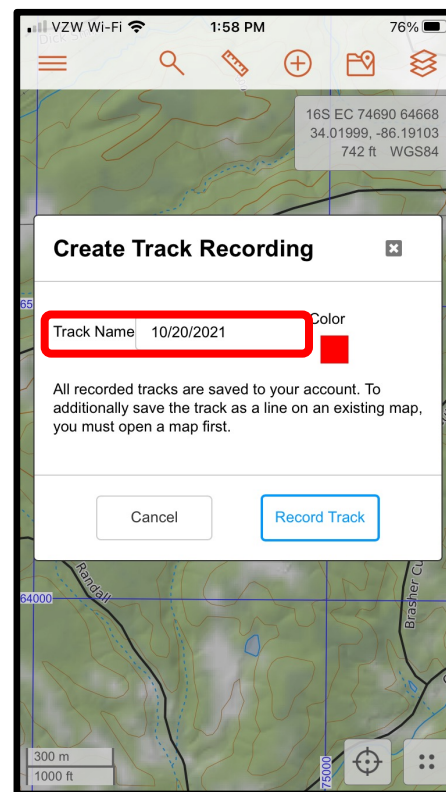 VZW Wi-Fi 1:58 PM 76%
16S EC 74690 64668
34.01999, -86.19103
742 ft WGS84
Create Track Recording
65
Color
Track Name 10/20/2021
All recorded tracks are saved to your account. To
additionally save the track as a line on an existing map,
you must open a map first.
Cancel Record Track
Randall
64000
Brasher Cu
300 m
1000 ft
75000